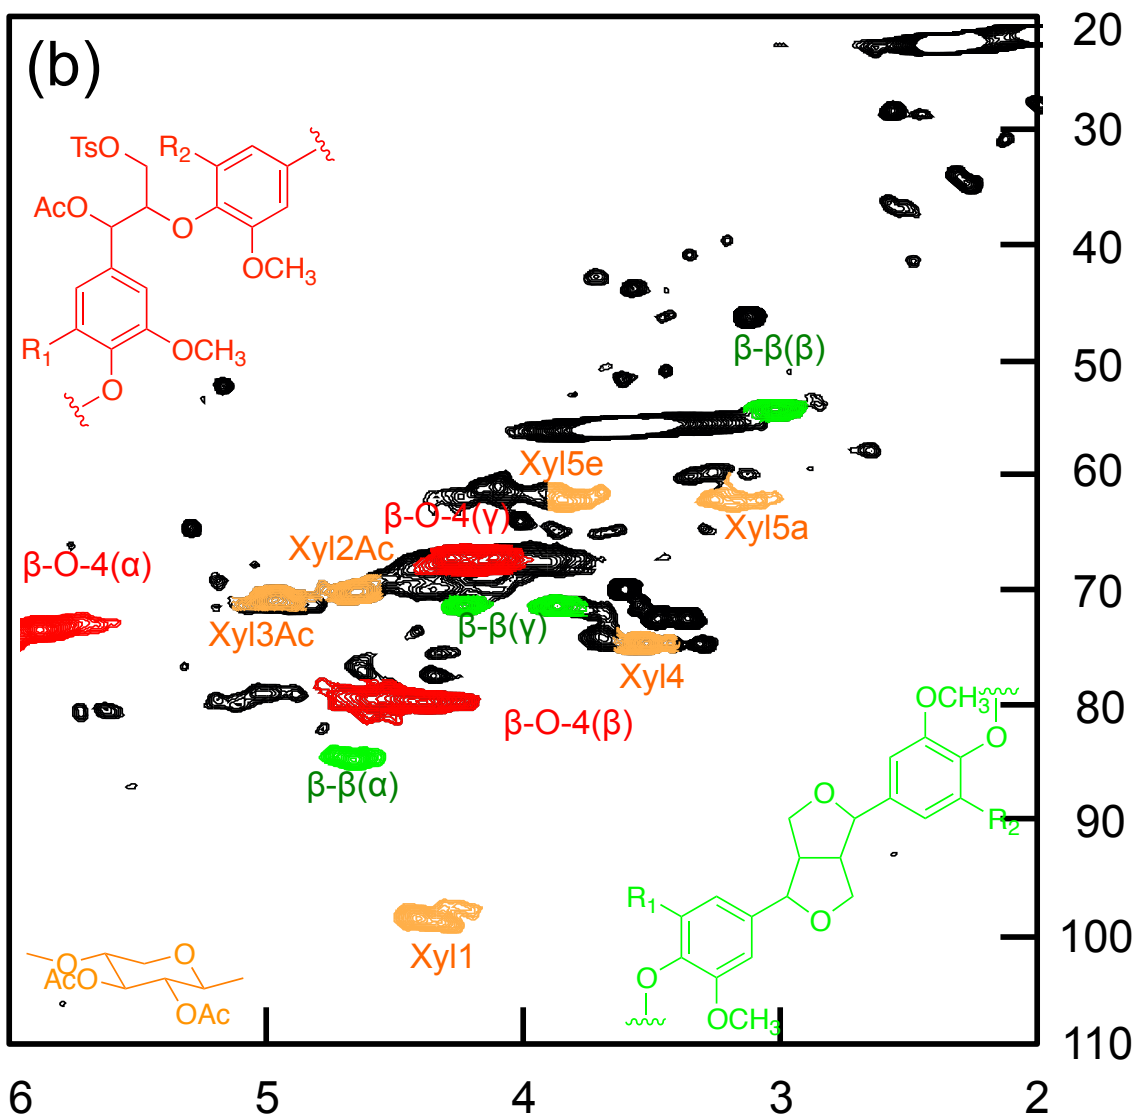 (b)
20
30
40
50
60
70
80
90
100
110
6
5
4
3
2
TsO
R2
AcO
O
OCH3
R1
OCH3
O
β-β(β)
Xyl5e
β-O-4(γ)
Xyl5a
Xyl2Ac
β-O-4(α)
Xyl3Ac
β-β(γ)
Xyl4
β-O-4(β)
β-β(α)
Xyl1
OCH3
O
O
R2
R1
O
O
OCH3
O
O
AcO
OAc